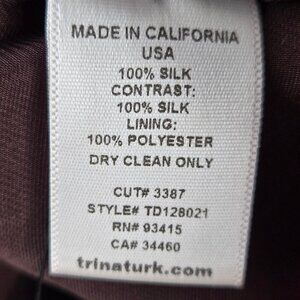 MADE IN CALIFORNIA
USA
100% SILK
CONTRAST:
100% SILK
LINING:
100% POLYESTER
DRY CLEAN ONLY
CUT# 3387
STYLE# TD128021
RN# 93415
CA# 34460
trinaturk.com